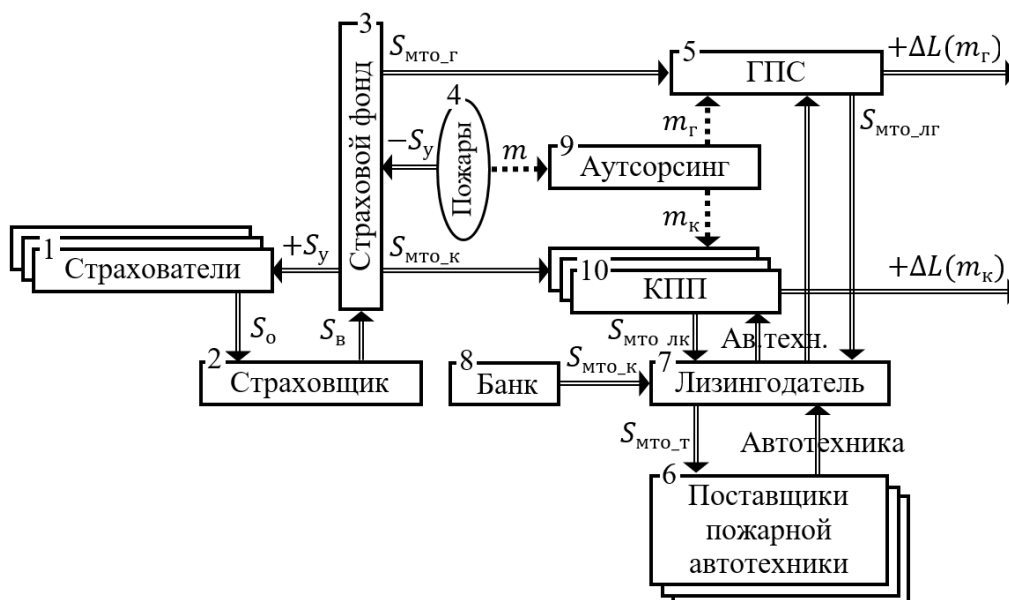 3
Страховой фонд
S_мто_г
5
ГПС
+ΔL(m_г)
4
Пожары
−S_у
m
m_г
S_мто_лг
9
Аутсорсинг
m_к
1
Страхователи
+S_у
S_мто_к
10
КПП
+ΔL(m_к)
S_о
S_в
S_мто_лк
Ав.техн.
2
Страховщик
8
Банк
S_мто_к
7
Лизингодатель
S_мто_т
Автотехника
6
Поставщики
пожарной
автотехники